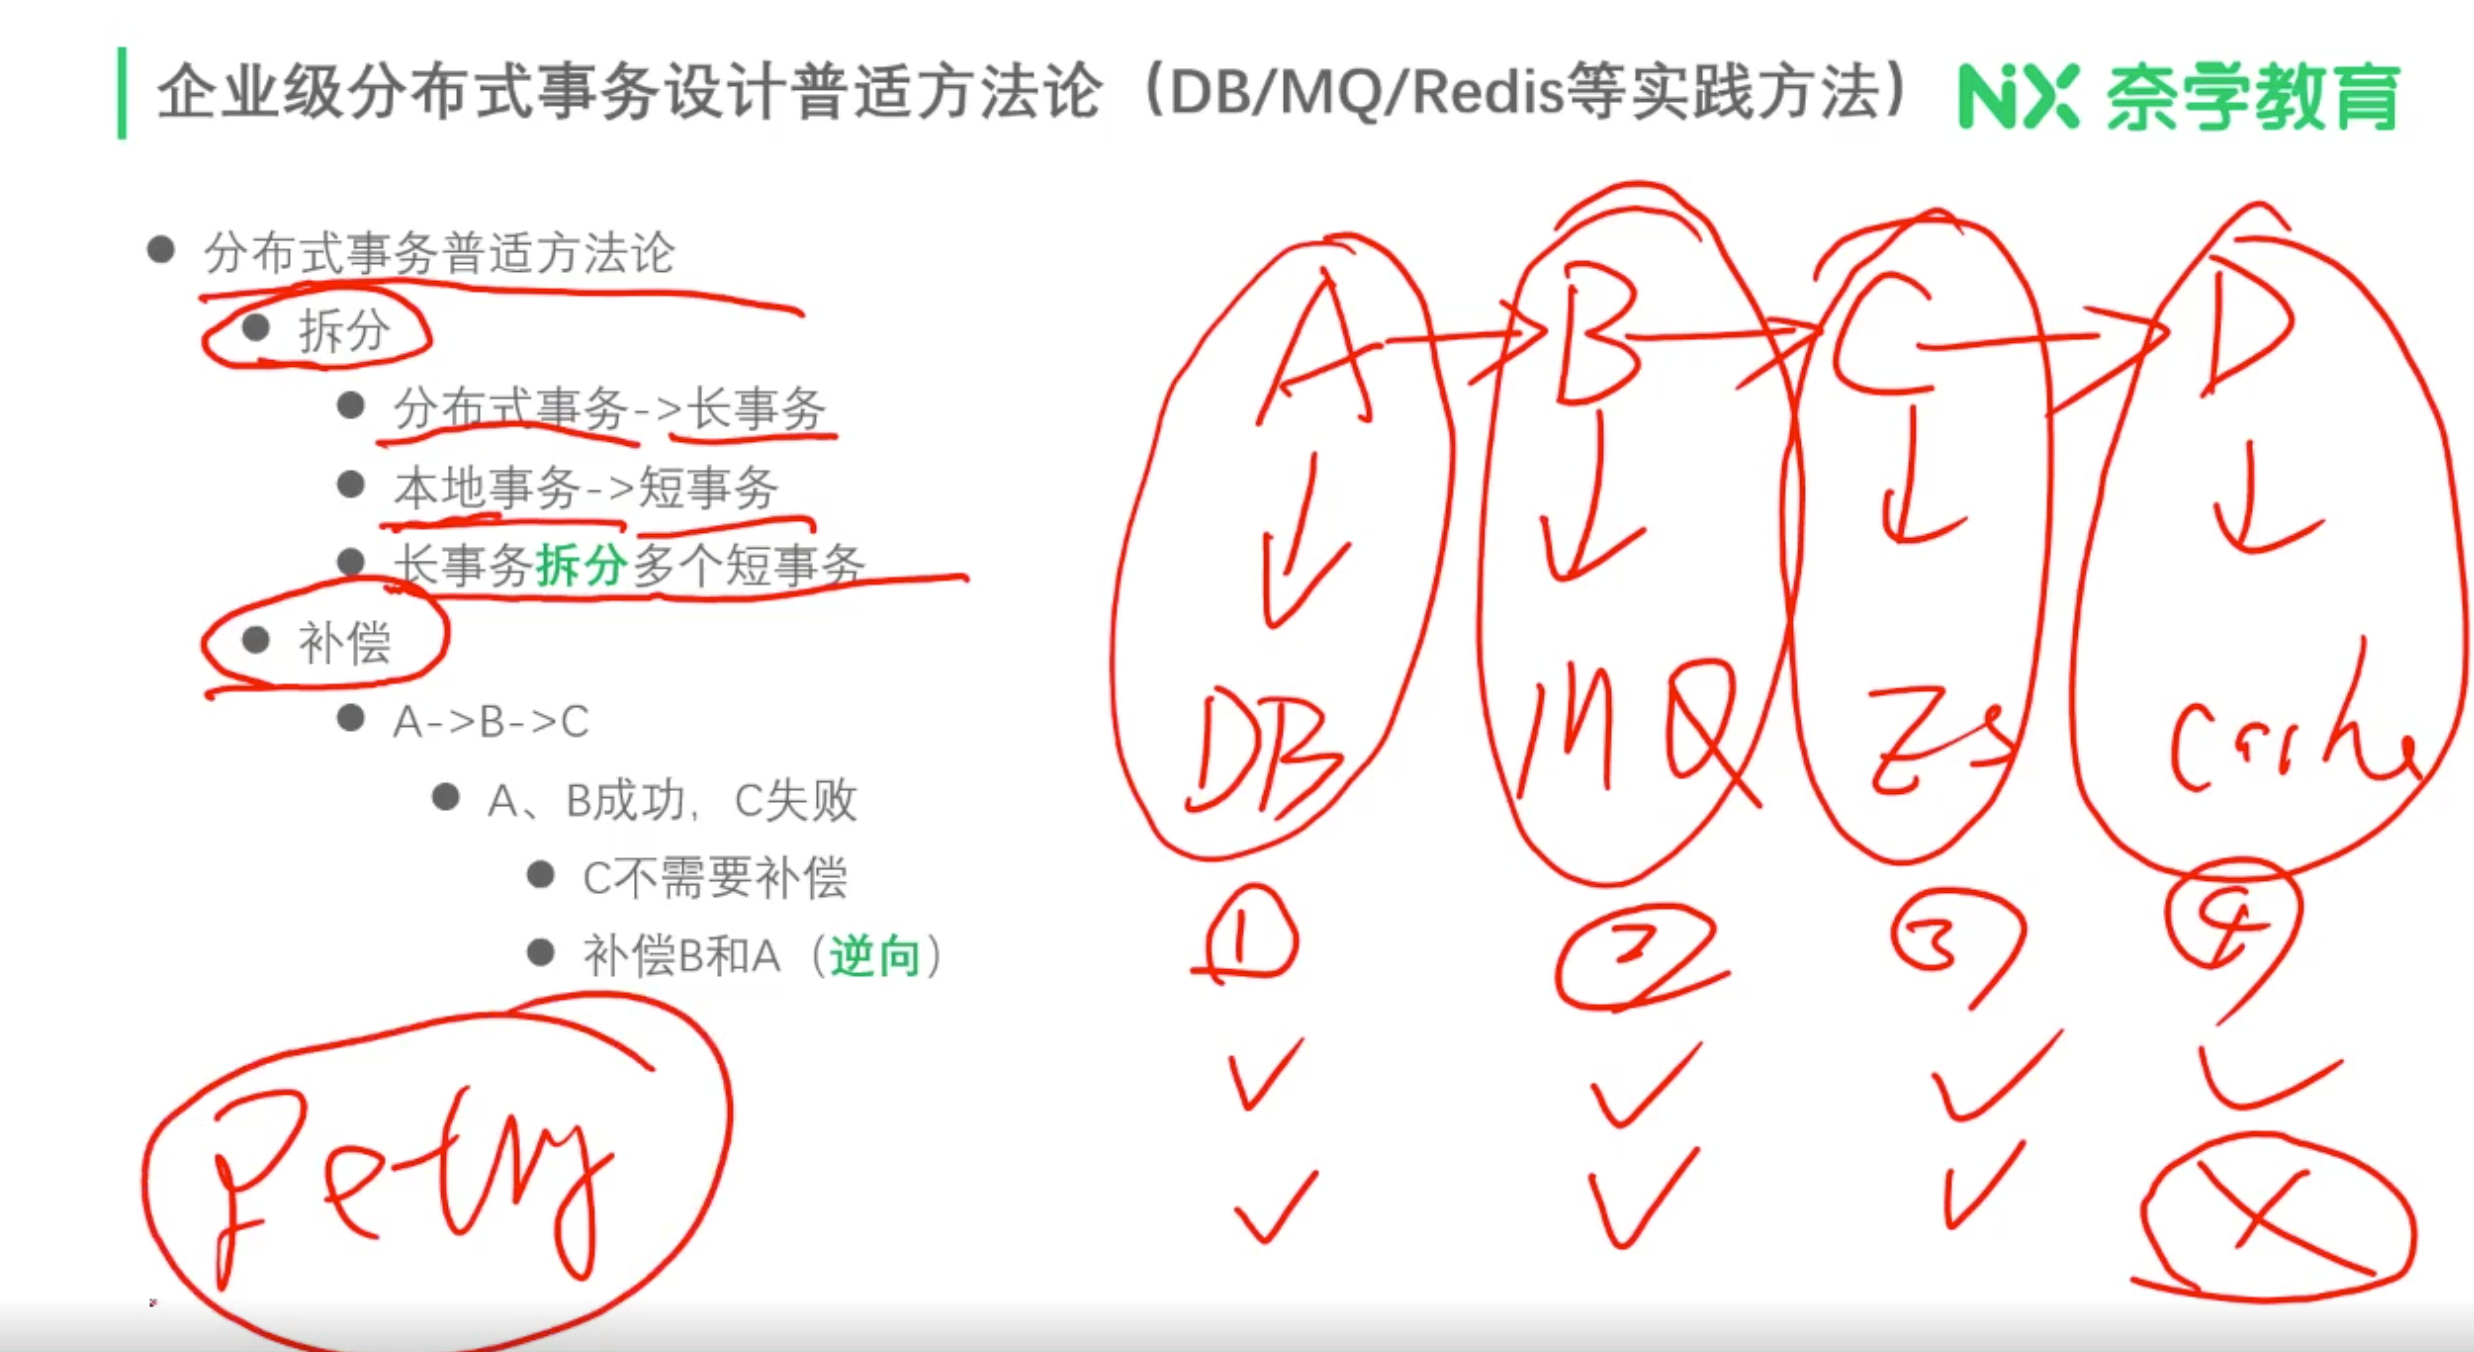 企业级分布式事务设计普适方法论（DB/MQ/Redis等实践方法）
NiX 奈学教育
分布式事务普适方法论
拆分
分布式事务->长事务
本地事务->短事务
长事务拆分多个短事务
补偿
A->B->C
A、B成功，C失败
C不需要补偿
补偿B和A（逆向）
Retry
A B C D
DB MQ Es Cache
① ② ③ ④
✓ ✓ ✓ ✓
✓ ✓ ✓ X